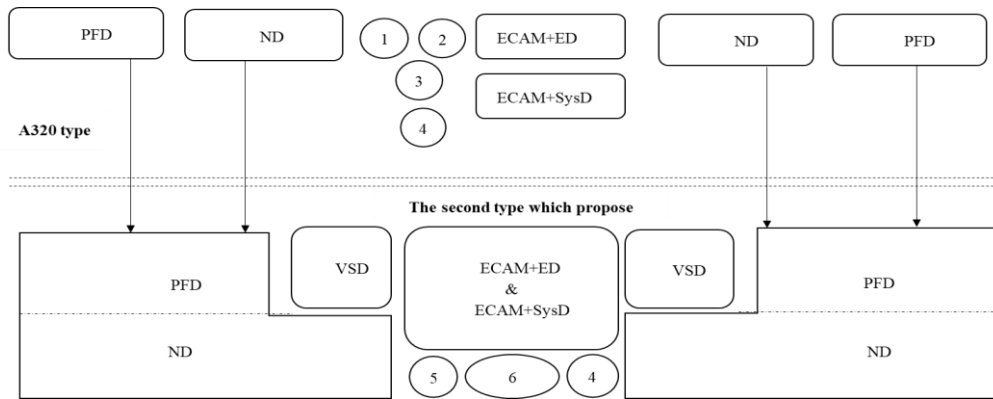 PFD
ND
1
2
ECAM+ED
ND
PFD
3
ECAM+SysD
4
A320 type
The second type which propose
PFD
VSD
ECAM+ED
&
ECAM+SysD
VSD
PFD
ND
ND
5
6
4